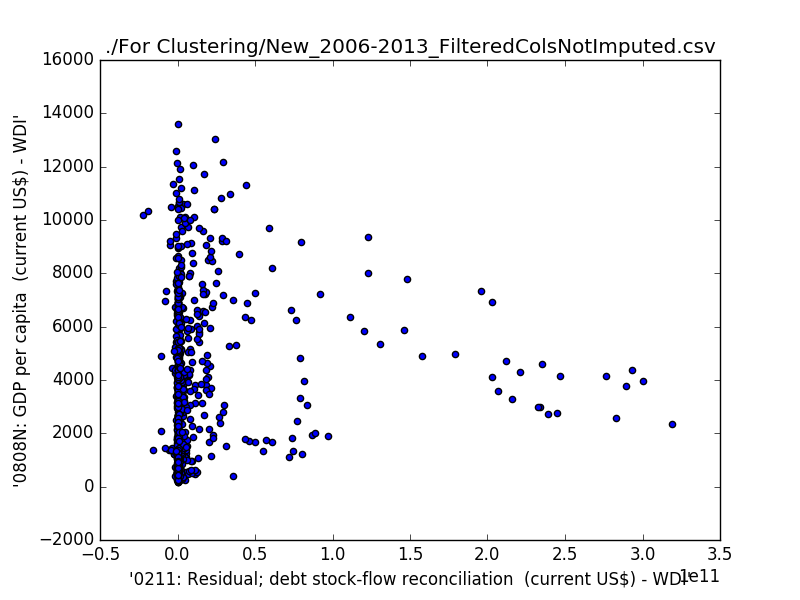 ./For Clustering/New_2006-2013_FilteredColsNotImputed.csv
16000
14000
12000
10000
8000
6000
4000
2000
0
−2000
'0808N: GDP per capita  (current US$) - WDI'
−0.5 0.0 0.5 1.0 1.5 2.0 2.5 3.0 3.5
1e11
'0211: Residual; debt stock-flow reconciliation  (current US$) - WDI'